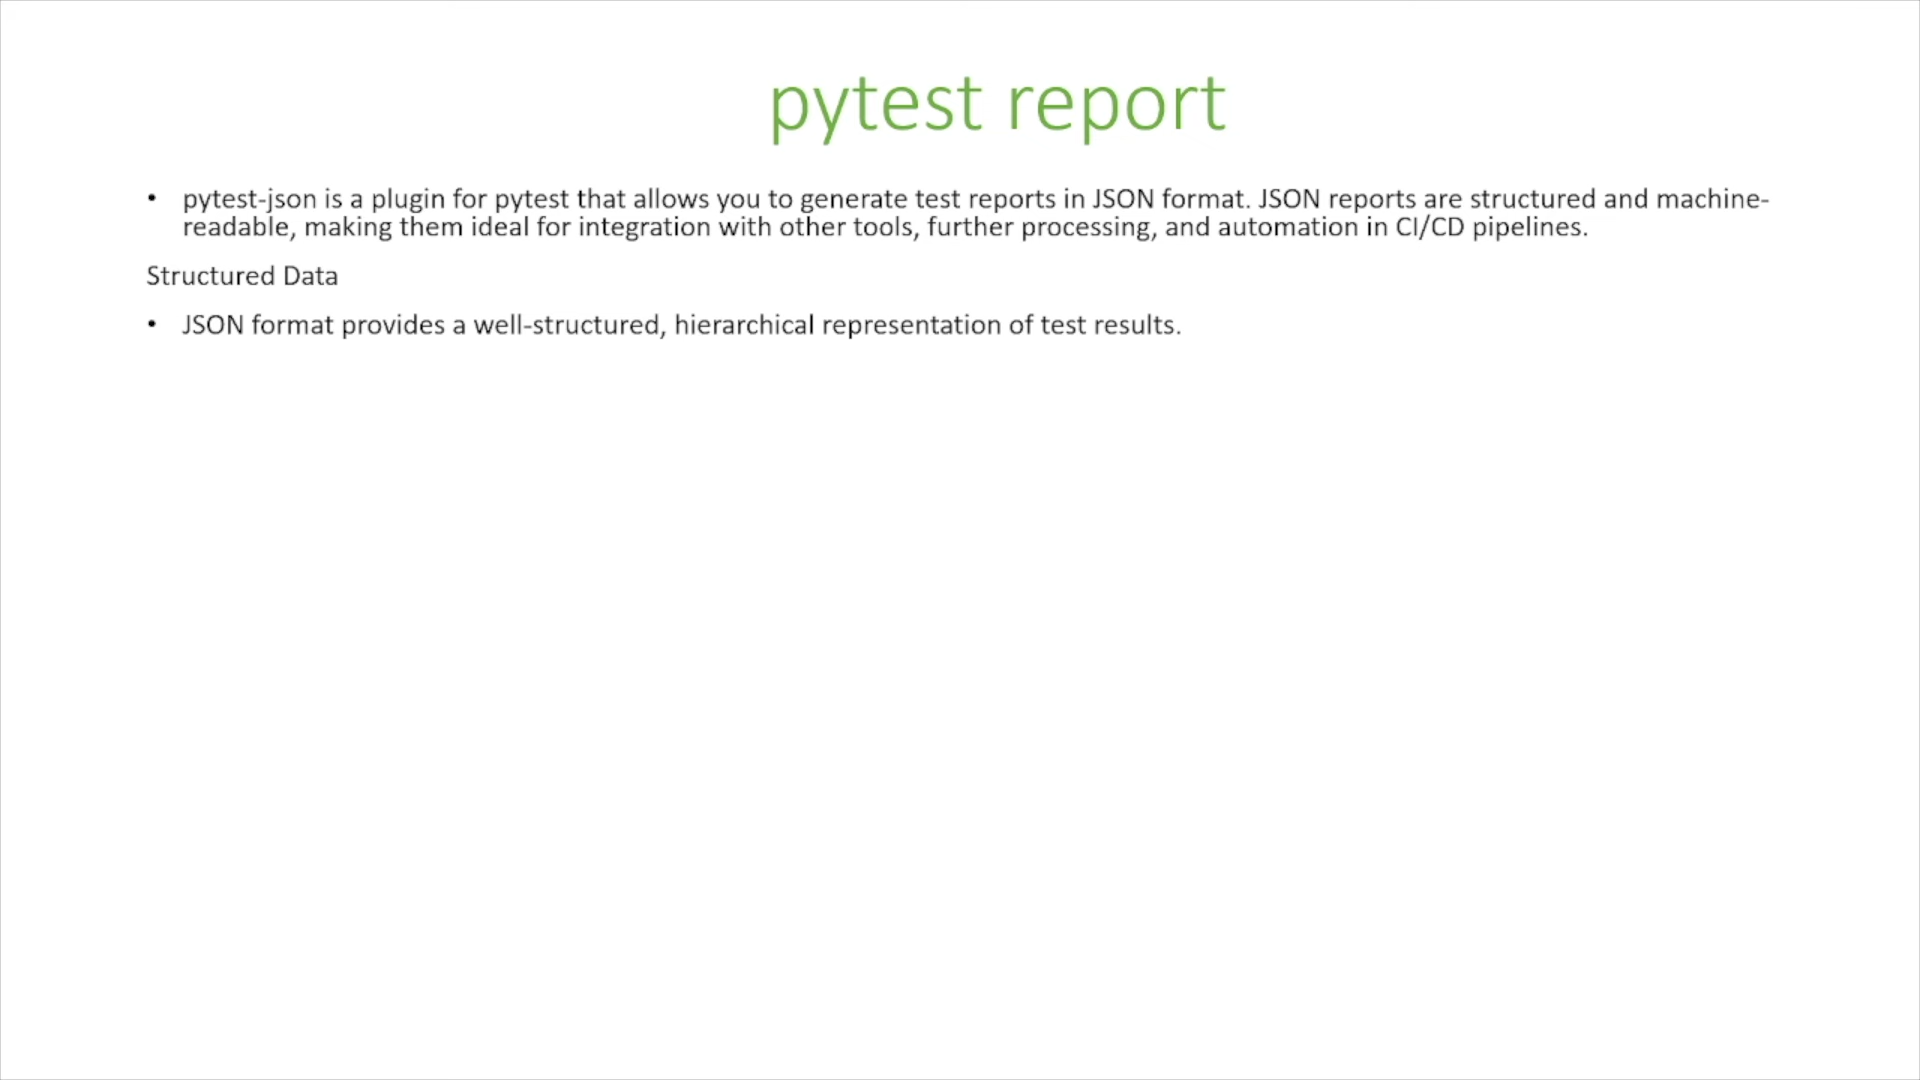 pytest report
• pytest-json is a plugin for pytest that allows you to generate test reports in JSON format. JSON reports are structured and machine-
readable, making them ideal for integration with other tools, further processing, and automation in CI/CD pipelines.
Structured Data
• JSON format provides a well-structured, hierarchical representation of test results.